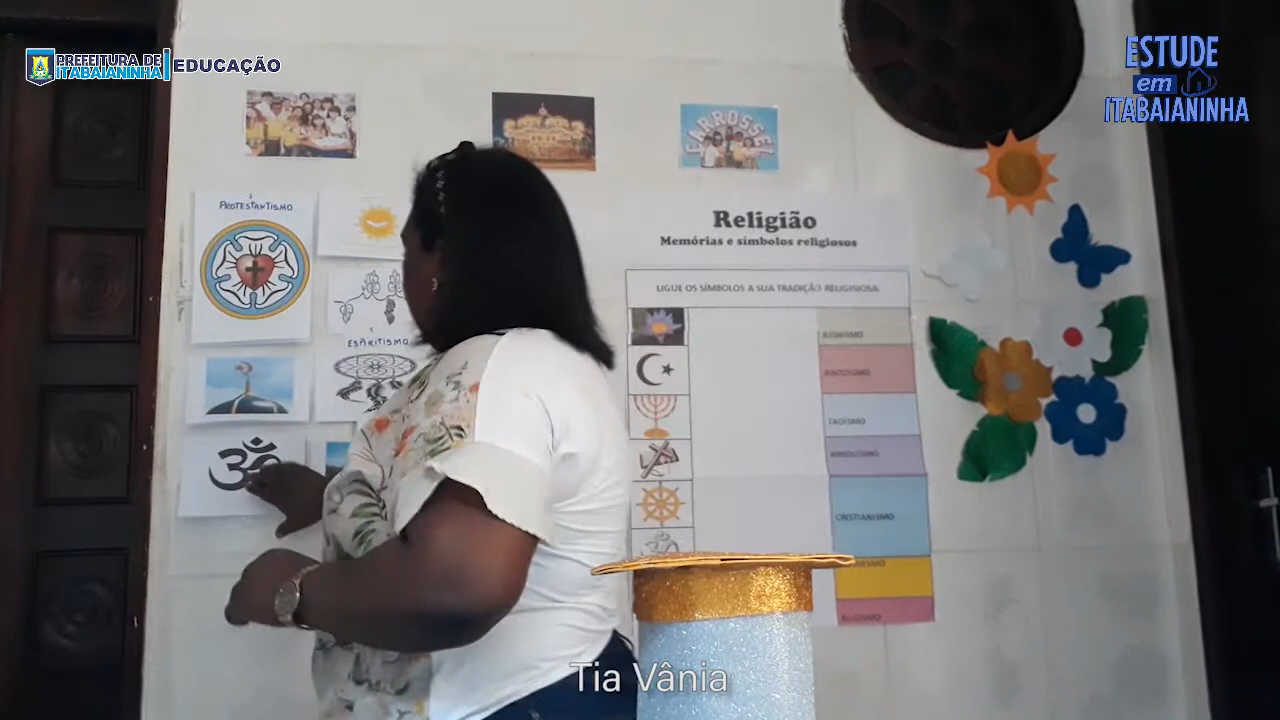 PREFEITURA DE
ITABAIANINHA
EDUCAÇÃO
ESTUDE
em
ITABAIANINHA
CARROSSEL
PROTESTANTISMO
ESPIRITISMO
Religião
Memórias e símbolos religiosos
LIGUE OS SÍMBOLOS A SUA TRADIÇÃO RELIGIOSA:
JUDAÍSMO
XINTOÍSMO
TAOÍSMO
HINDUÍSMO
CRISTIANISMO
BUDISMO
Tia Vânia